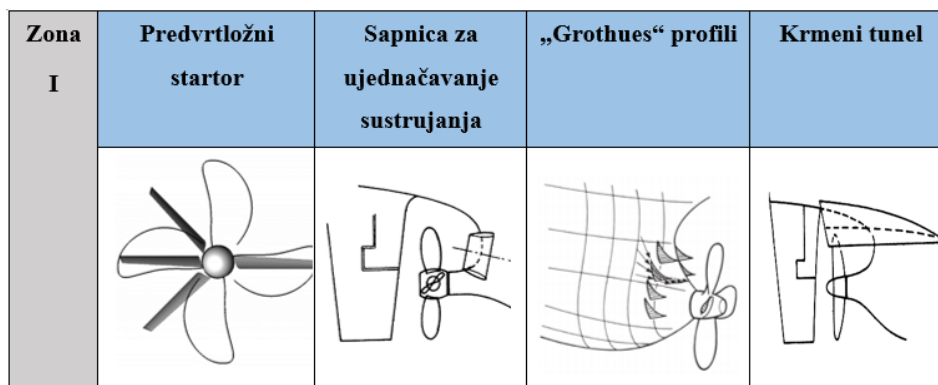 Zona
I
Predvrtložni
startor
Sapnica za
ujednačavanje
sustrujanja
„Grothues“ profili
Krmeni tunel